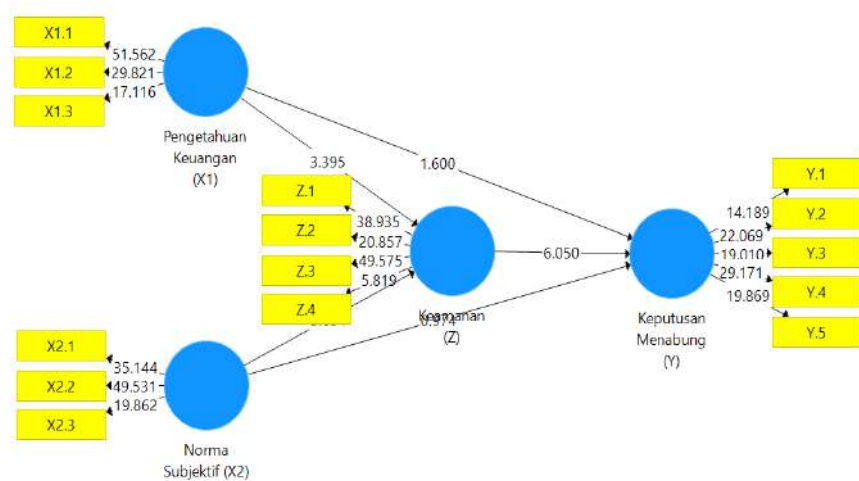 X1.1
51.562
X1.2
29.821
X1.3
17.116
Pengetahuan
Keuangan
(X1)
3.395
1.600
Z.1
38.935
Z.2
20.857
Z.3
49.575
Z.4
5.819
Keamanan
(Z)
6.050
0.974
Y.1
14.189
Y.2
22.069
Y.3
19.010
Y.4
29.171
Y.5
19.869
Keputusan
Menabung
(Y)
X2.1
35.144
X2.2
49.531
X2.3
19.862
Norma
Subjektif (X2)